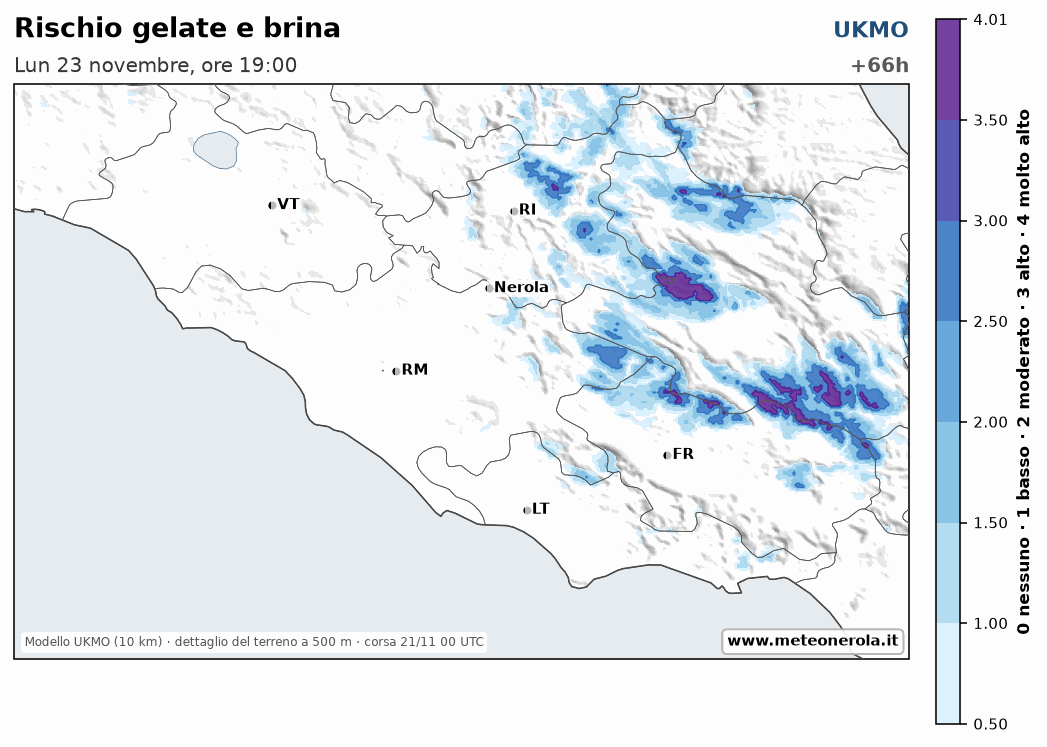 Rischio gelate e brina
UKMO
Lun 23 novembre, ore 19:00
+66h
VT
RI
Nerola
RM
FR
LT
Modello UKMO (10 km) · dettaglio del terreno a 500 m · corsa 21/11 00 UTC
www.meteonerola.it
4.01
3.50
3.00
2.50
2.00
1.50
1.00
0.50
0 nessuno · 1 basso · 2 moderato · 3 alto · 4 molto alto